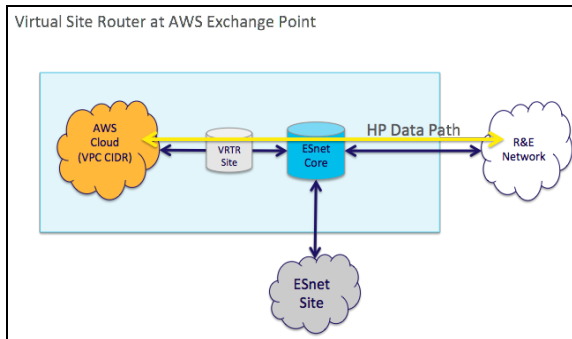 Virtual Site Router at AWS Exchange Point
HP Data Path
AWS
Cloud
(VPC CIDR)
VRTR
Site
ESnet
Core
R&E
Network
ESnet
Site